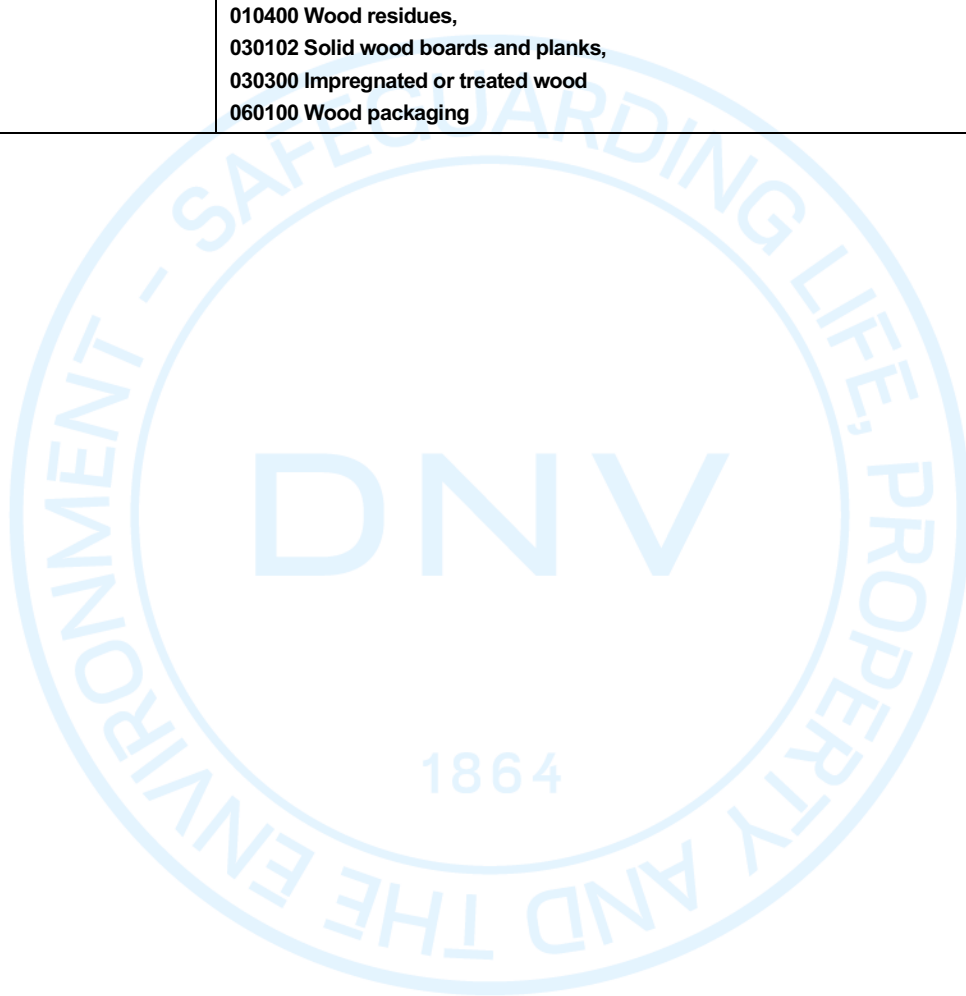 010400 Wood residues,
030102 Solid wood boards and planks,
030300 Impregnated or treated wood
060100 Wood packaging
SAFEGUARDING LIFE, PROPERTY AND THE ENVIRONMENT -
DNV
1864